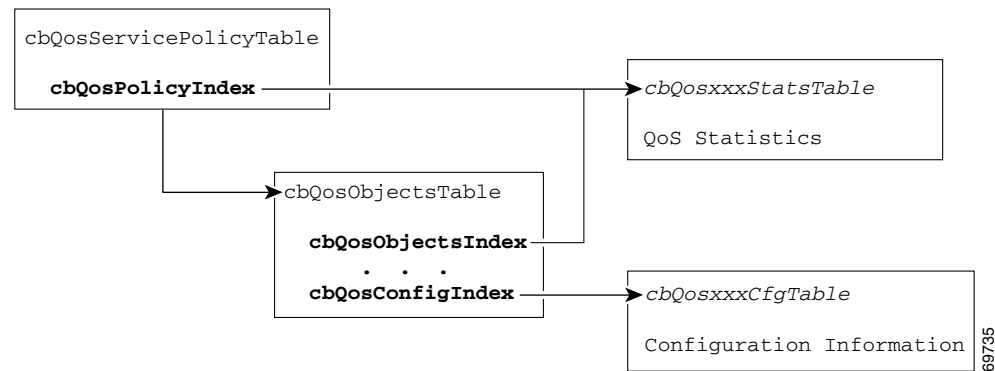 cbQosServicePolicyTable
cbQosPolicyIndex
cbQosxxxStatsTable
QoS Statistics
cbQosObjectsTable
cbQosObjectsIndex
. . .
cbQosConfigIndex
cbQosxxxCfgTable
Configuration Information
69735